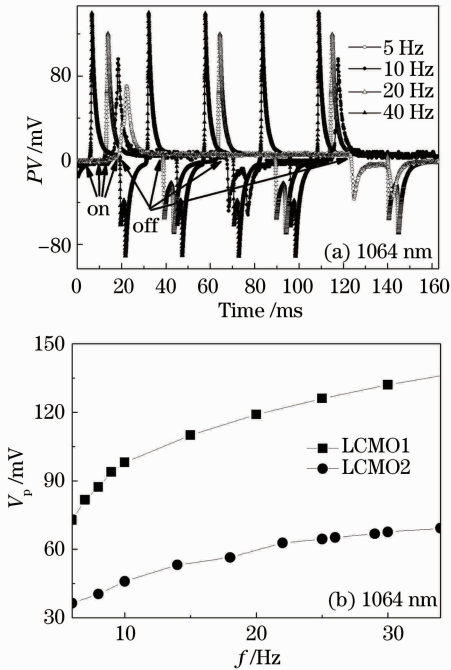 5 Hz
10 Hz
20 Hz
40 Hz
80
0
−80
PV/mV
on
off
(a) 1064 nm
0 20 40 60 80 100 120 140 160
Time /ms
150
120
90
60
30
Vp/mV
LCMO1
LCMO2
(b) 1064 nm
10 20 30
f/Hz